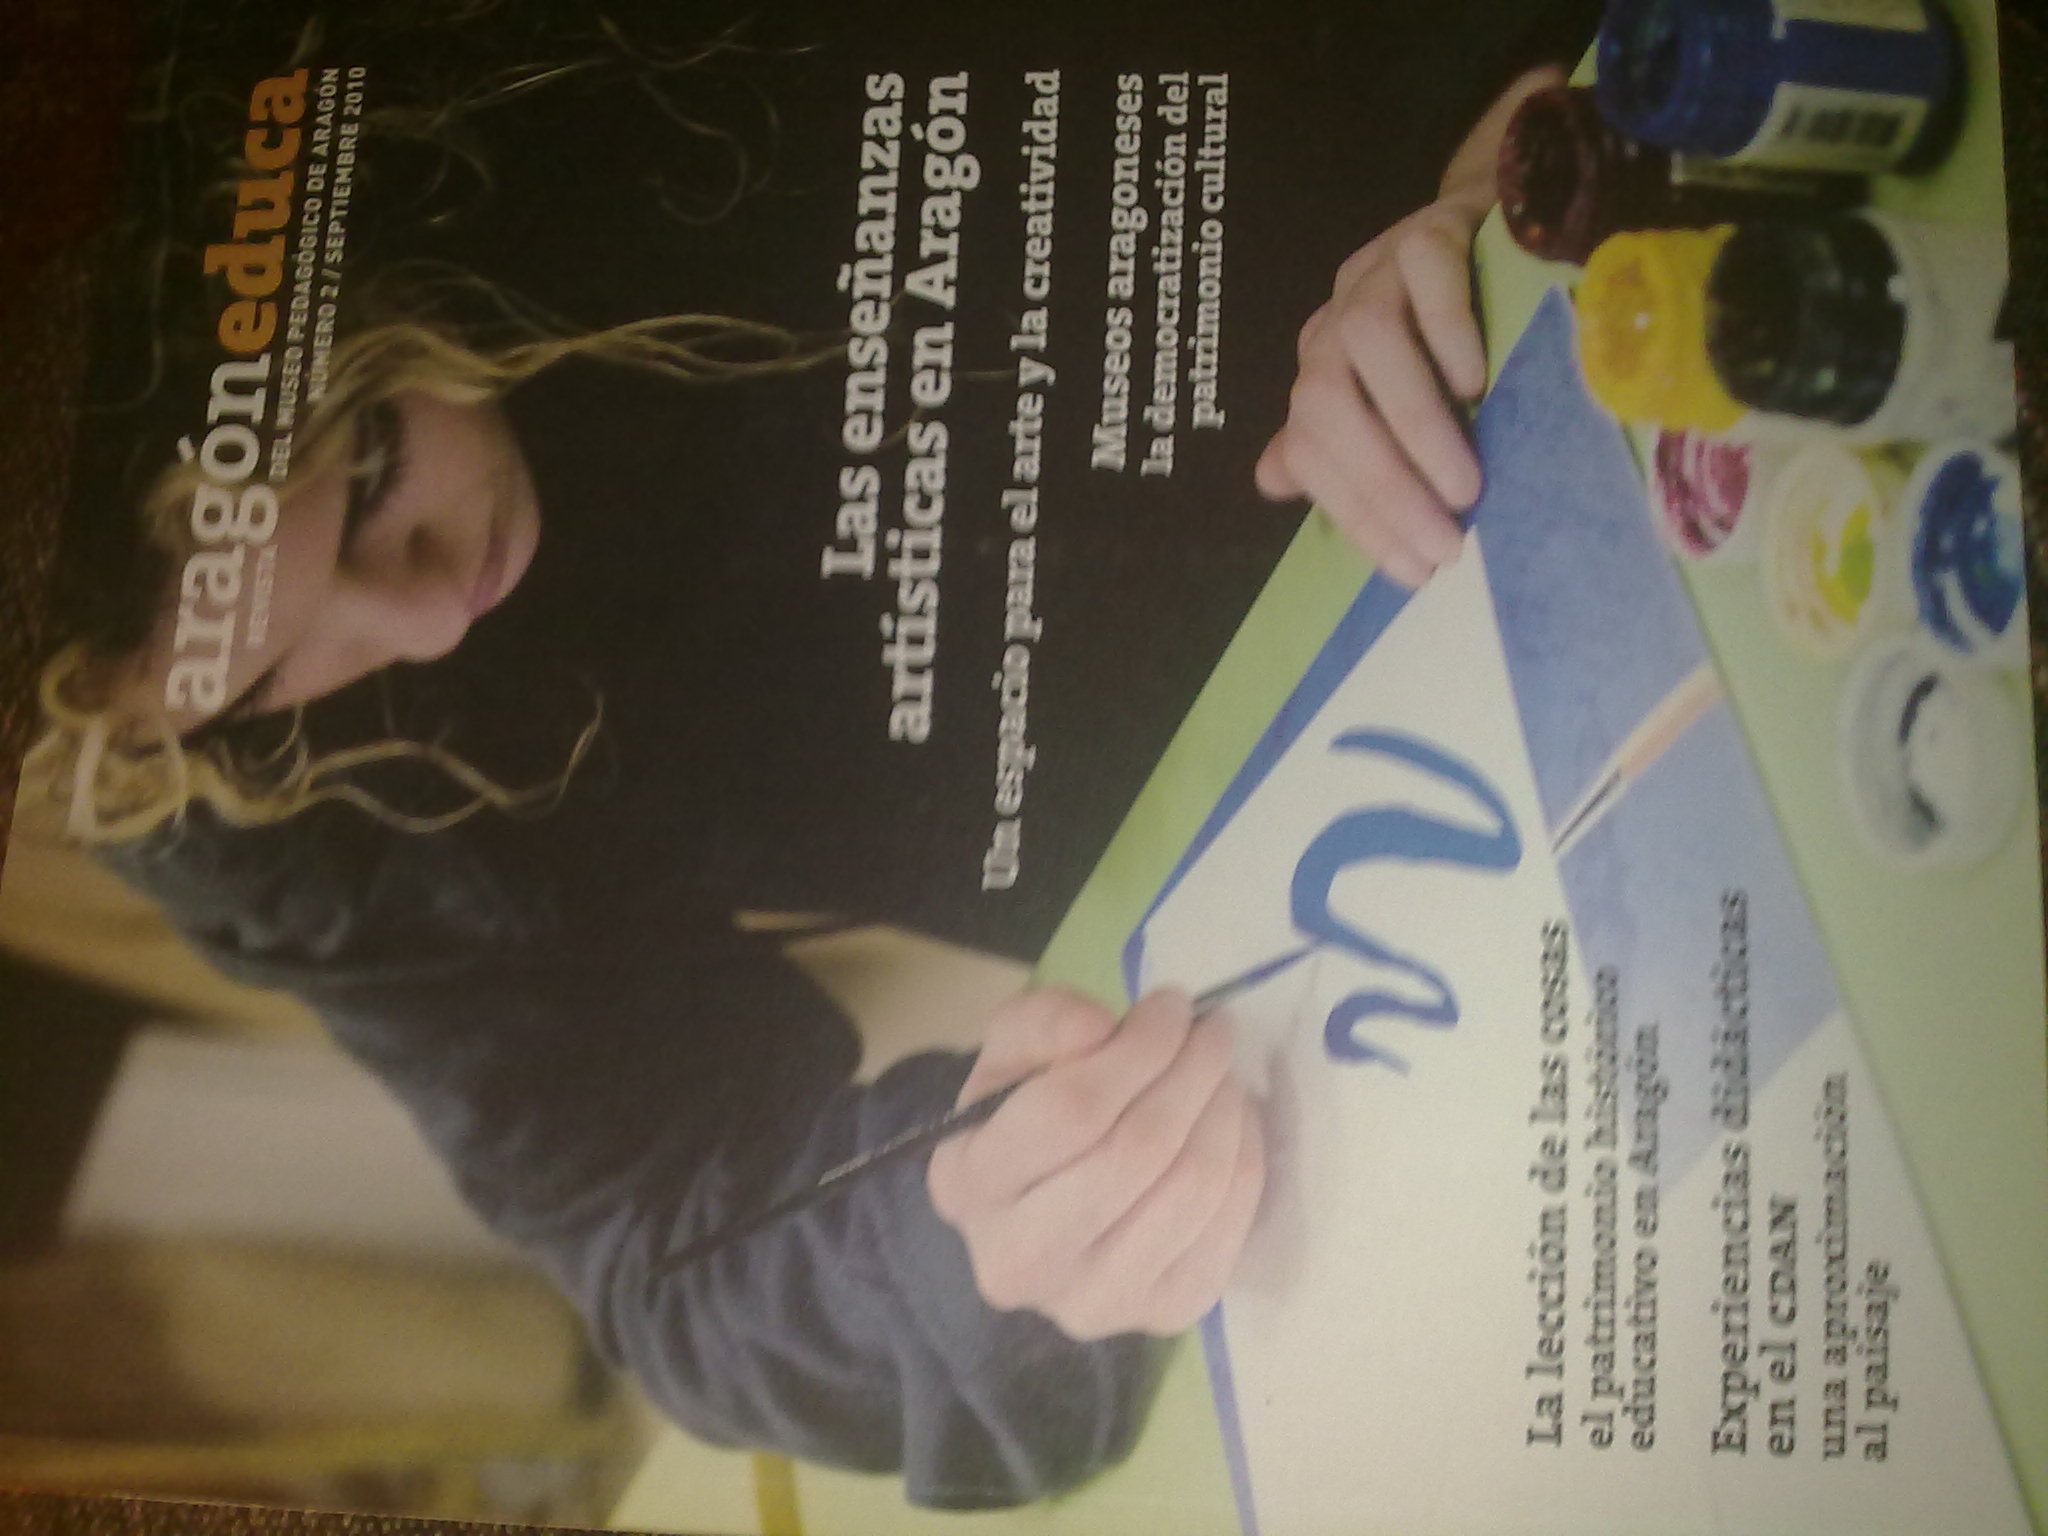 aragóneduca
REVISTA DEL MUSEO PEDAGÓGICO DE ARAGÓN
NÚMERO 2 / SEPTIEMBRE 2010
Las enseñanzas
artísticas en Aragón
Un espacio para el arte y la creatividad
Museos aragoneses
la democratización del
patrimonio cultural
La lección de las cosas
el patrimonio histórico
educativo en Aragón
Experiencias didácticas
en el CDAN
una aproximación
al paisaje